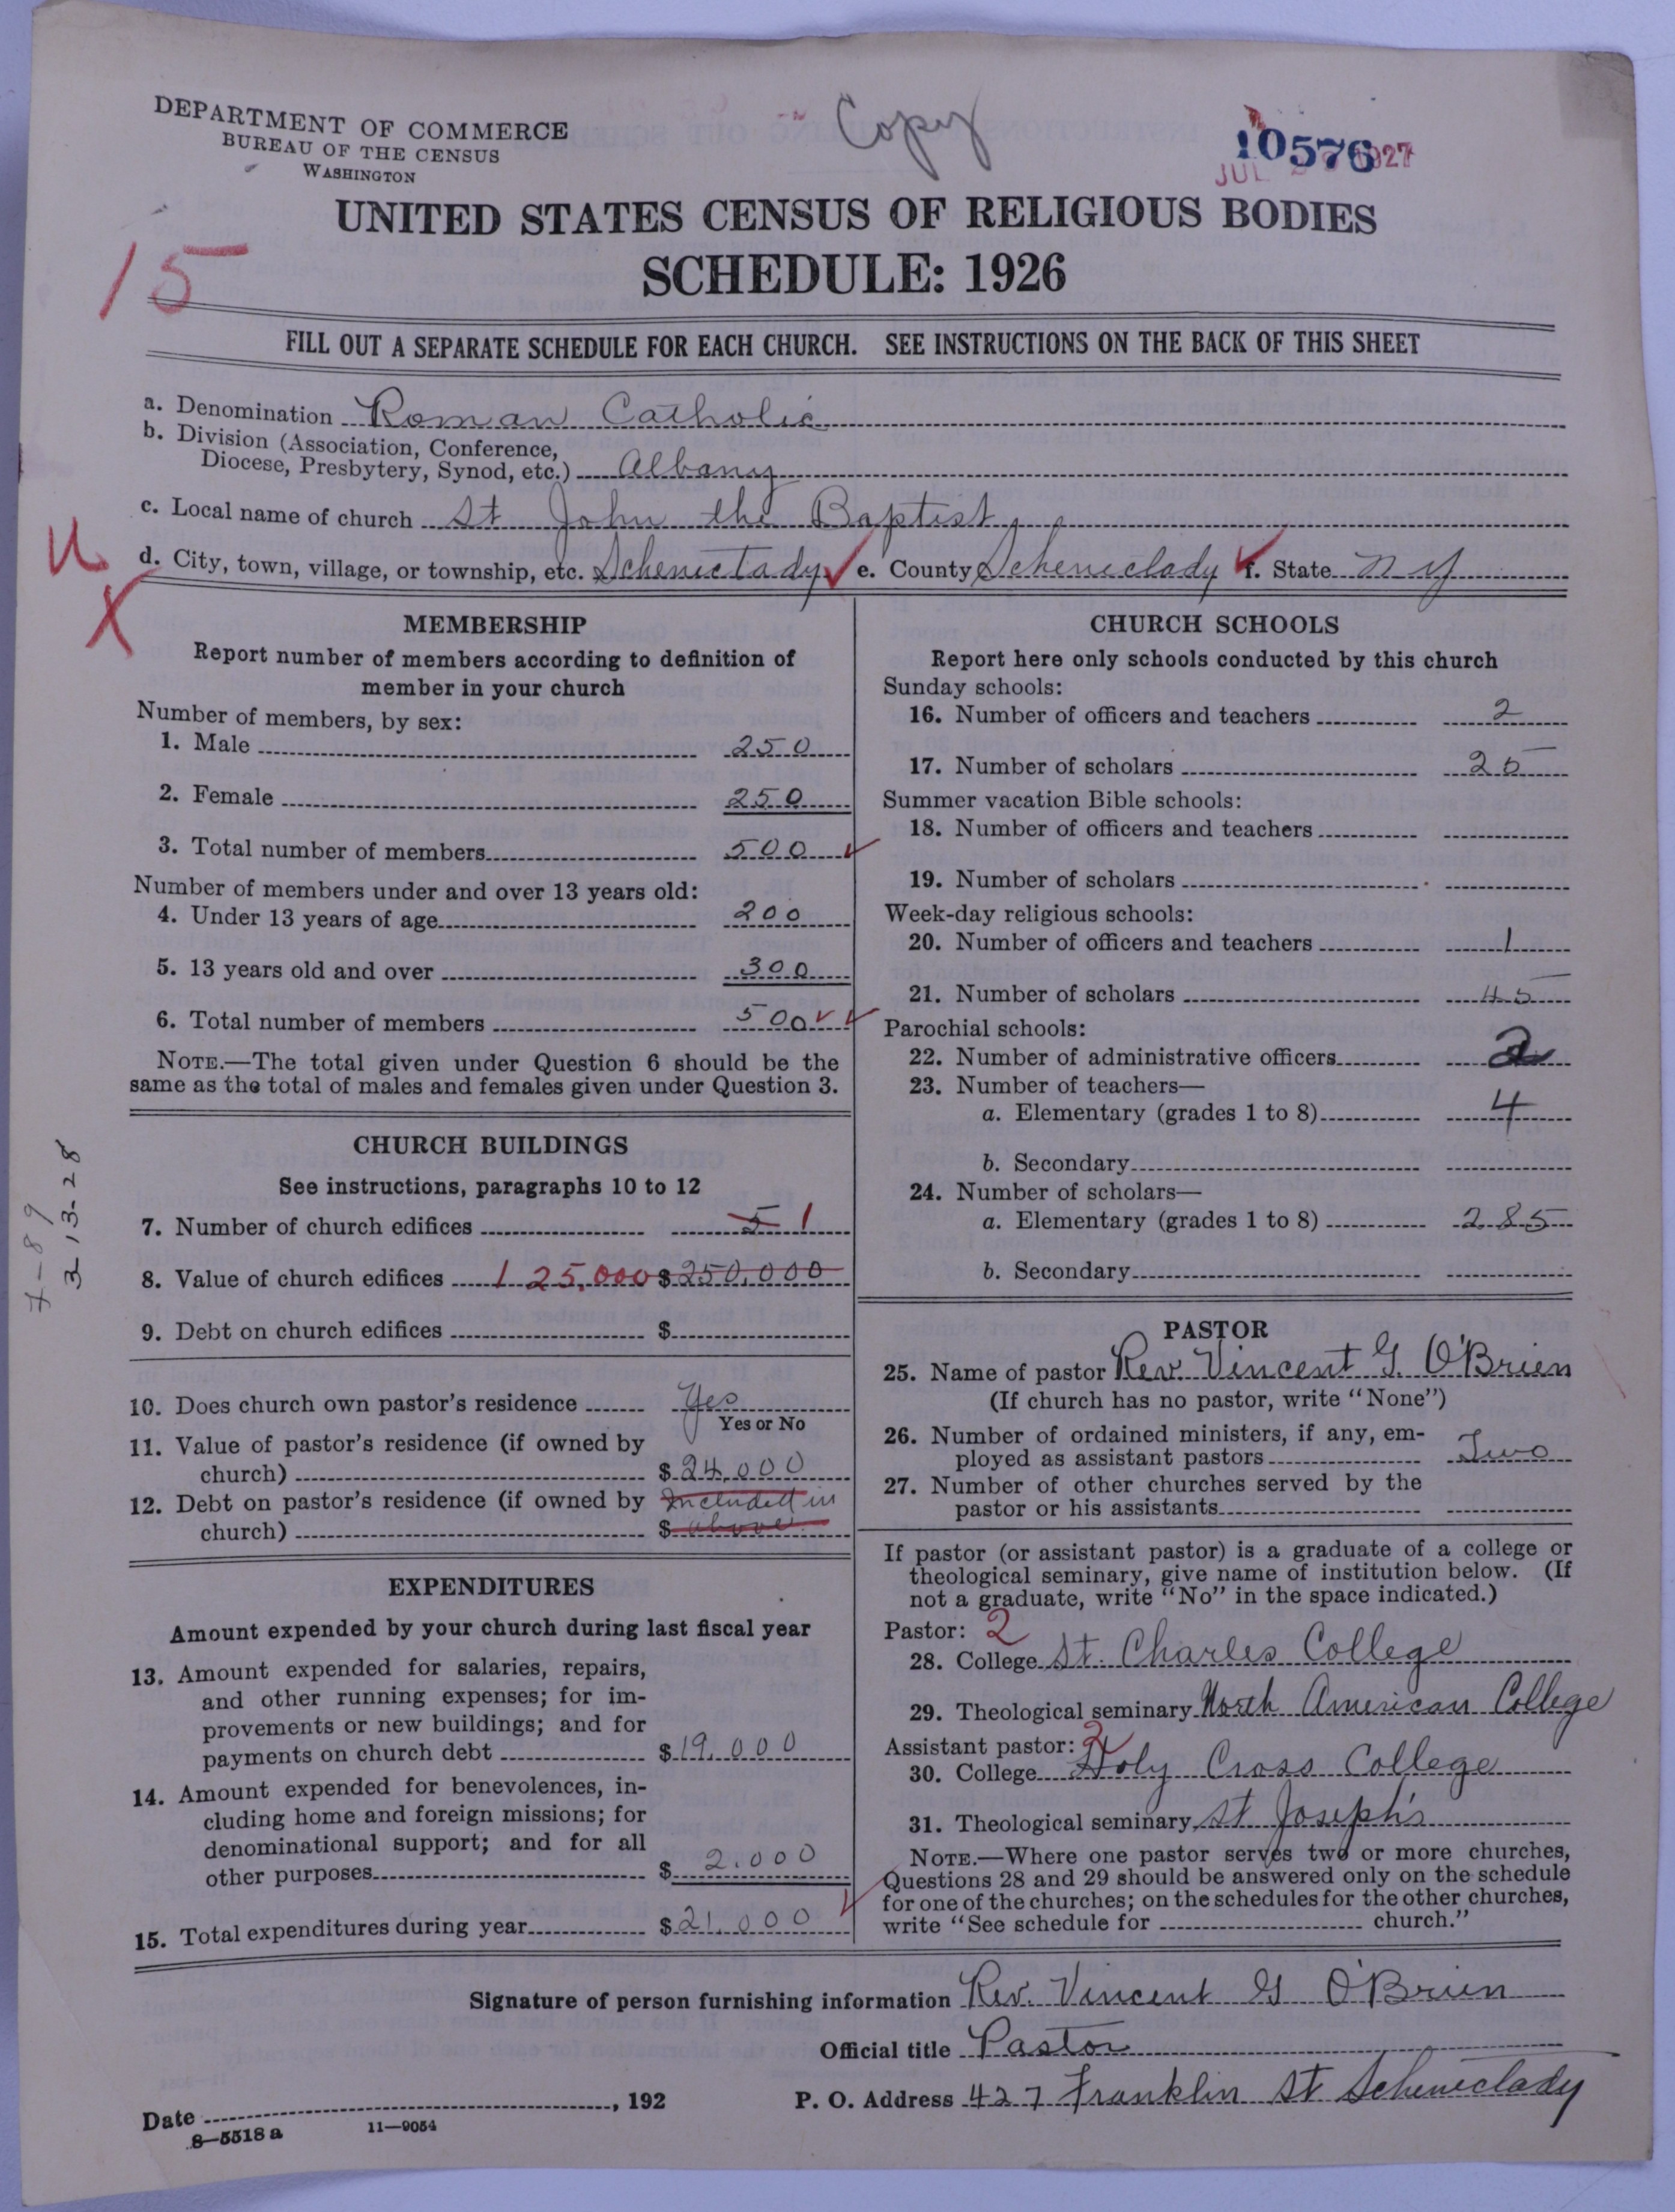 DEPARTMENT OF COMMERCE
BUREAU OF THE CENSUS
WASHINGTON
Copy
10576
JUL 1927
UNITED STATES CENSUS OF RELIGIOUS BODIES
SCHEDULE: 1926
15
FILL OUT A SEPARATE SCHEDULE FOR EACH CHURCH. SEE INSTRUCTIONS ON THE BACK OF THIS SHEET
a. Denomination Roman Catholic
b. Division (Association, Conference,
Diocese, Presbytery, Synod, etc.) Albany
c. Local name of church St John the Baptist
U
d. City, town, village, or township, etc. Schenectady e. County Schenectady f. State N Y
X
MEMBERSHIP
Report number of members according to definition of
member in your church
Number of members, by sex:
1. Male 250
2. Female 250
3. Total number of members 500
Number of members under and over 13 years old:
4. Under 13 years of age 200
5. 13 years old and over 300
6. Total number of members 500
NOTE.—The total given under Question 6 should be the
same as the total of males and females given under Question 3.
CHURCH BUILDINGS
See instructions, paragraphs 10 to 12
7. Number of church edifices 5 1
8. Value of church edifices 125,000 $ 250,000
9. Debt on church edifices $
3-13-28
10. Does church own pastor's residence Yes
Yes or No
11. Value of pastor's residence (if owned by
church) $ 24,000
12. Debt on pastor's residence (if owned by Included in
church) $ above
EXPENDITURES
Amount expended by your church during last fiscal year
13. Amount expended for salaries, repairs,
and other running expenses; for im-
provements or new buildings; and for
payments on church debt $ 19,000
14. Amount expended for benevolences, in-
cluding home and foreign missions; for
denominational support; and for all
other purposes $ 2,000
15. Total expenditures during year $ 21,000
CHURCH SCHOOLS
Report here only schools conducted by this church
Sunday schools:
16. Number of officers and teachers 2
17. Number of scholars 25
Summer vacation Bible schools:
18. Number of officers and teachers
19. Number of scholars
Week-day religious schools:
20. Number of officers and teachers 1
21. Number of scholars 45
Parochial schools:
22. Number of administrative officers 2
23. Number of teachers—
a. Elementary (grades 1 to 8) 4
b. Secondary
24. Number of scholars—
a. Elementary (grades 1 to 8) 285
b. Secondary
PASTOR
25. Name of pastor Rev. Vincent G. O'Brien
(If church has no pastor, write "None")
26. Number of ordained ministers, if any, em-
ployed as assistant pastors Two
27. Number of other churches served by the
pastor or his assistants
If pastor (or assistant pastor) is a graduate of a college or
theological seminary, give name of institution below. (If
not a graduate, write "No" in the space indicated.)
Pastor: 2
28. College St. Charles College
29. Theological seminary North American College
Assistant pastor: 2
30. College Holy Cross College
31. Theological seminary St Joseph's
NOTE.—Where one pastor serves two or more churches,
Questions 28 and 29 should be answered only on the schedule
for one of the churches; on the schedules for the other churches,
write "See schedule for church."
Signature of person furnishing information Rev. Vincent G O'Brien
Official title Pastor
Date , 192 P. O. Address 427 Franklin St Schenectady
8—5518 a 11—9054